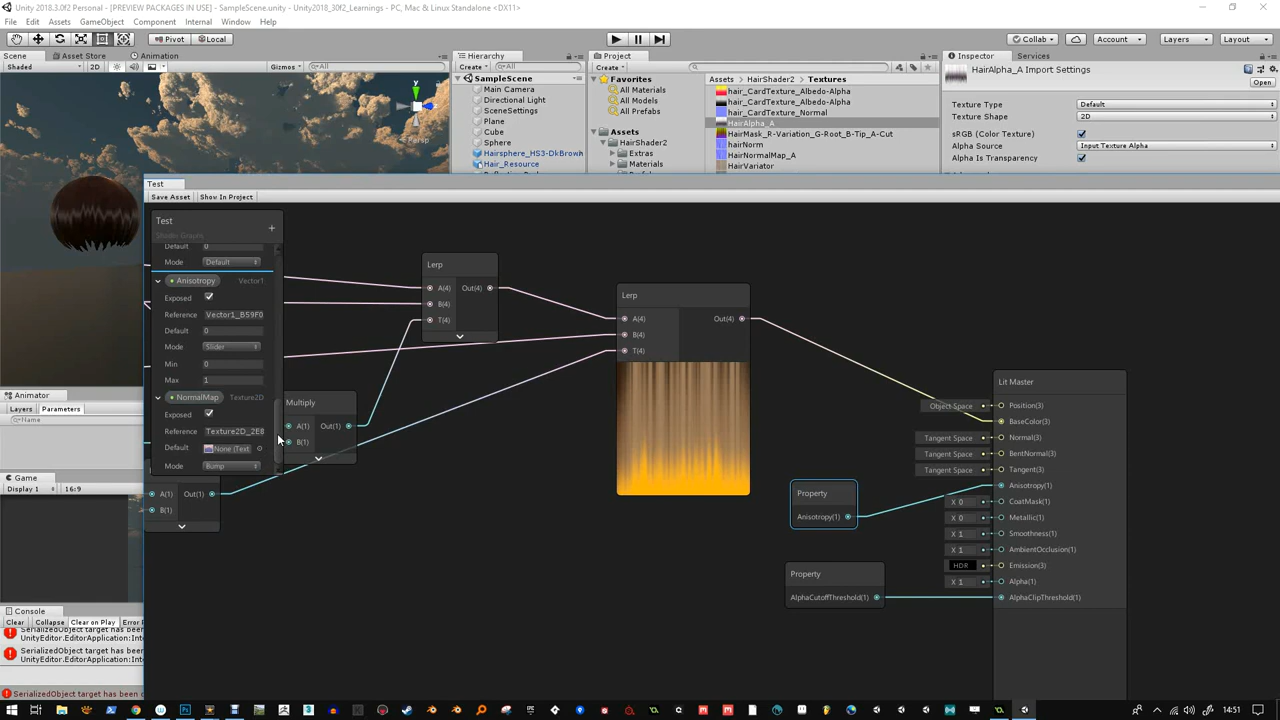 Unity 2018.3.0f2 Personal - [PREVIEW PACKAGES IN USE] - SampleScene.unity - Unity2018_30f2_Learnings - PC, Mac & Linux Standalone <DX11>
File Edit Assets GameObject Component Internal Window Help
Pivot Local Collab Account Layers Layout
Scene Asset Store Animation
Shaded 2D Gizmos All
Persp
Hierarchy
Create All
SampleScene
Main Camera
Directional Light
SceneSettings
Plane
Cube
Sphere
Hairsphere_HS3-DkBrown
Hair_Resource
Project
Create
Favorites
All Materials
All Models
All Prefabs
Assets
HairShader2
Extras
Materials
Assets HairShader2 Textures
hair_CardTexture_Albedo-Alpha
hair_CardTexture_Albedo-Alpha
hair_CardTexture_Normal
HairAlpha_A
HairMask_R-Variation_G-Root_B-Tip_A-Cut
hairNorm
HairNormalMap_A
HairVariator
Inspector Services
HairAlpha_A Import Settings
Open
Texture Type Default
Texture Shape 2D
sRGB (Color Texture)
Alpha Source Input Texture Alpha
Alpha Is Transparency
Test
Save Asset Show In Project
Test
Shader Graphs
Default 0
Mode Default
Anisotropy Vector1
Exposed
Reference Vector1_B59F0
Default 0
Mode Slider
Min 0
Max 1
NormalMap Texture2D
Exposed
Reference
Default None (Text
Mode Bump
A(1) Out(1)
B(1)
Multiply
A(1) Out(1)
B(1)
Lerp
A(4) Out(4)
B(4)
T(4)
Lerp
A(4) Out(4)
B(4)
T(4)
Property
Anisotropy(1)
Property
AlphaCutoffThreshold(1)
Lit Master
Object Space Position(3)
BaseColor(3)
Tangent Space Normal(3)
Tangent Space BentNormal(3)
Tangent Space Tangent(3)
Anisotropy(1)
X 0 CoatMask(1)
X 0 Metallic(1)
X 1 Smoothness(1)
X 1 AmbientOcclusion(1)
HDR Emission(3)
X 1 Alpha(1)
AlphaClipThreshold(1)
Animator
Layers Parameters
Name
Game
Display 1 16:9
Console
Clear Collapse Clear on Play Error
SerializedObject target has been
UnityEditor.EditorApplication:Int
SerializedObject target has been
UnityEditor.EditorApplication:Int
SerializedObject target has been
14:51